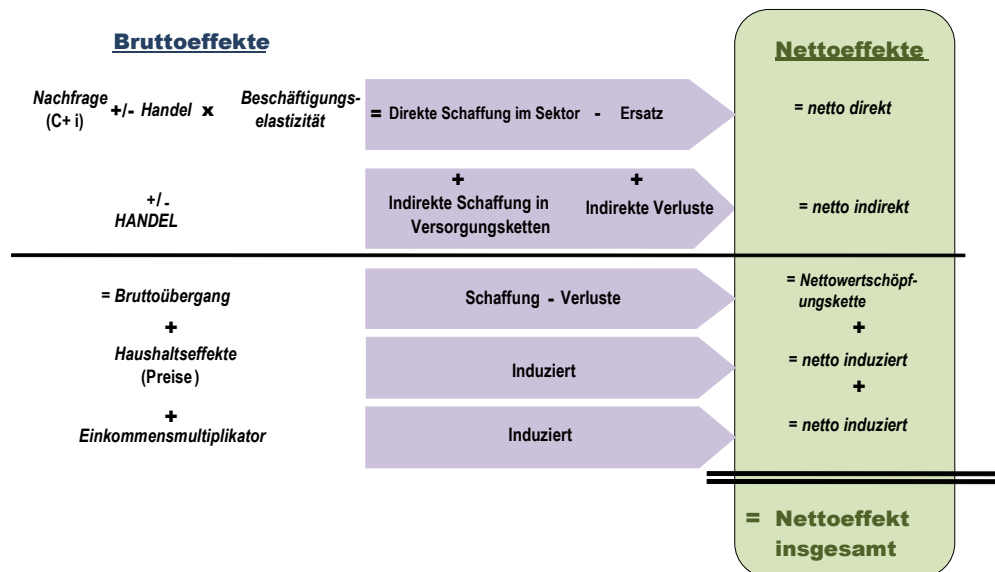 Bruttoeffekte
Nettoeffekte
Nachfrage +/- Handel x Beschäftigungs-
(C+ i) elastizität
= Direkte Schaffung im Sektor - Ersatz
= netto direkt
+/-
HANDEL
+ +
Indirekte Schaffung in
Versorgungsketten
Indirekte Verluste
= netto indirekt
= Bruttoübergang
Schaffung - Verluste
= Nettowertschöpf-
ungskette
+
+
Haushaltseffekte
(Preise)
Induziert
= netto induziert
+
+
Einkommensmultiplikator
Induziert
= netto induziert
= Nettoeffekt
insgesamt